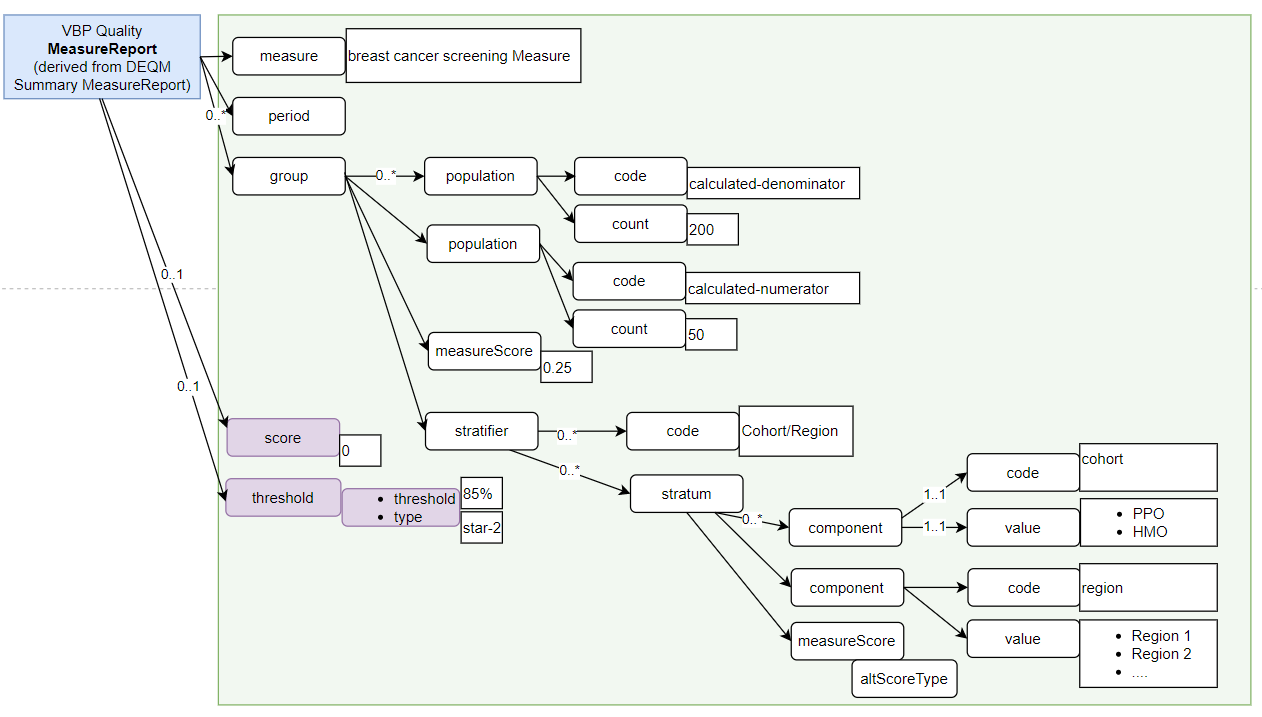 VBP Quality
MeasureReport
(derived from DEQM
Summary MeasureReport)
measure
breast cancer screening Measure
period
0..*
group
0..*
population
code
calculated-denominator
count
200
population
code
calculated-numerator
count
50
measureScore
0.25
0..1
0..1
score
0
threshold
• threshold
• type
85%
star-2
stratifier
0..*
code
Cohort/Region
0..*
stratum
0..*
component
1..1
code
cohort
1..1
value
• PPO
• HMO
component
code
region
value
• Region 1
• Region 2
• ....
measureScore
altScoreType